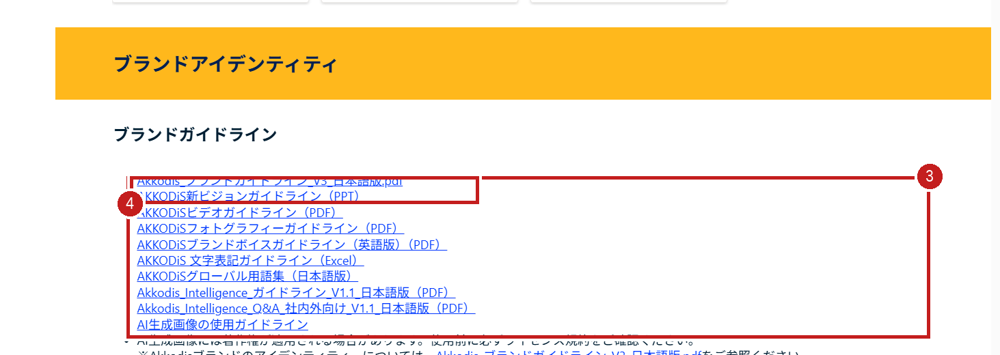 ブランドアイデンティティ
ブランドガイドライン
3
Akkodis_ブランドガイドライン_V3_日本語版.pdf
4
AKKODiS新ビジョンガイドライン（PPT）
AKKODiSビデオガイドライン（PDF）
AKKODiSフォトグラフィーガイドライン（PDF）
AKKODiSブランドボイスガイドライン（英語版）（PDF）
AKKODiS 文字表記ガイドライン（Excel）
AKKODiSグローバル用語集（日本語版）
Akkodis_Intelligence_ガイドライン_V1.1_日本語版（PDF）
Akkodis_Intelligence_Q&A_社内外向け_V1.1_日本語版（PDF）
AI生成画像の使用ガイドライン
• AI生成画像には著作権が適用される場合があります。使用前に必ずライセンス規約をご確認ください。
※Akkodisブランドのアイデンティティーについては、Akkodis_ブランドガイドライン_V3_日本語版.pdfをご参照ください